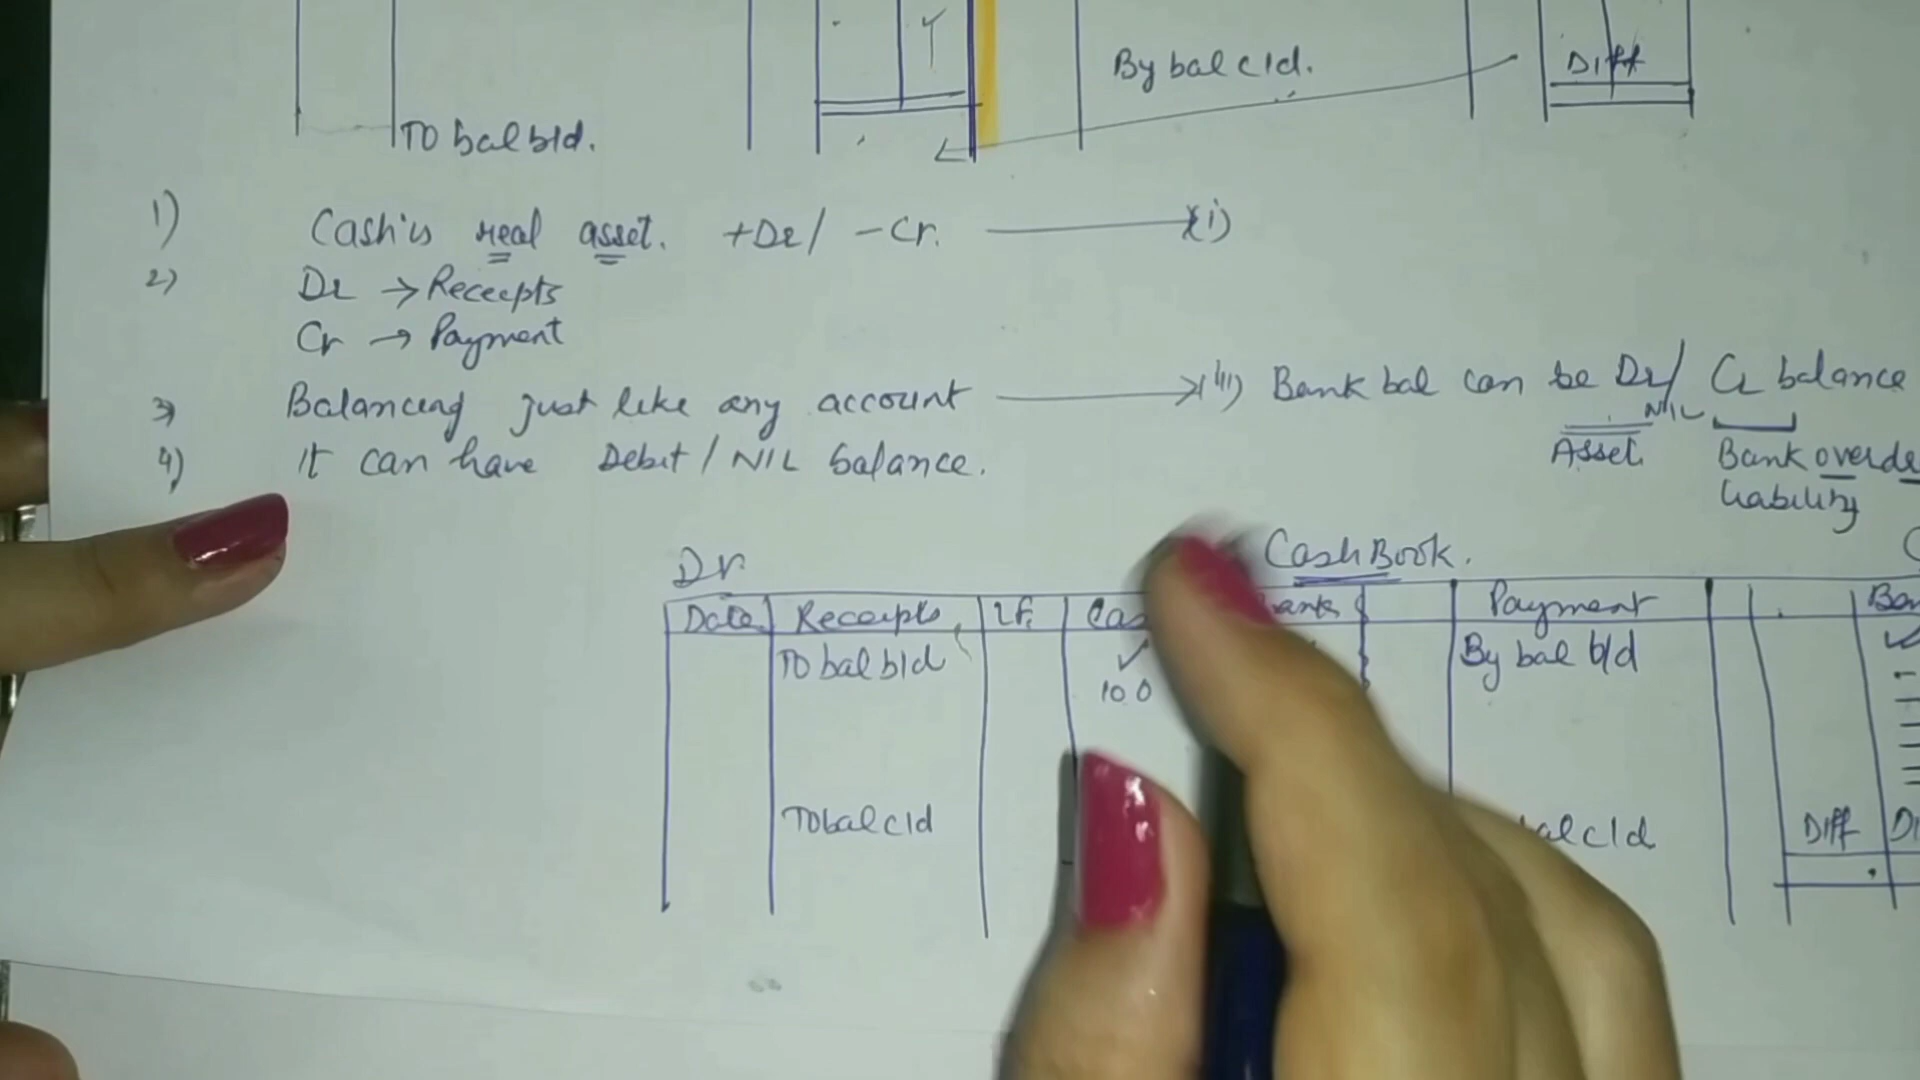 By bal c/d.
Diff
To bal b/d.
1) Cash is real asset. +Dr/ -Cr. i)
2) Dr → Receipts
Cr → Payment
3) Balancing just like any account iii) Bank bal can be Dr/ Cr balance
NIL
4) It can have Debit/NIL balance. Asset. Bank
Liability
Dr. Cash Book.
Date Receipts L.F. Payment
To bal b/d By bal b/d
100
To bal c/d c/d Diff